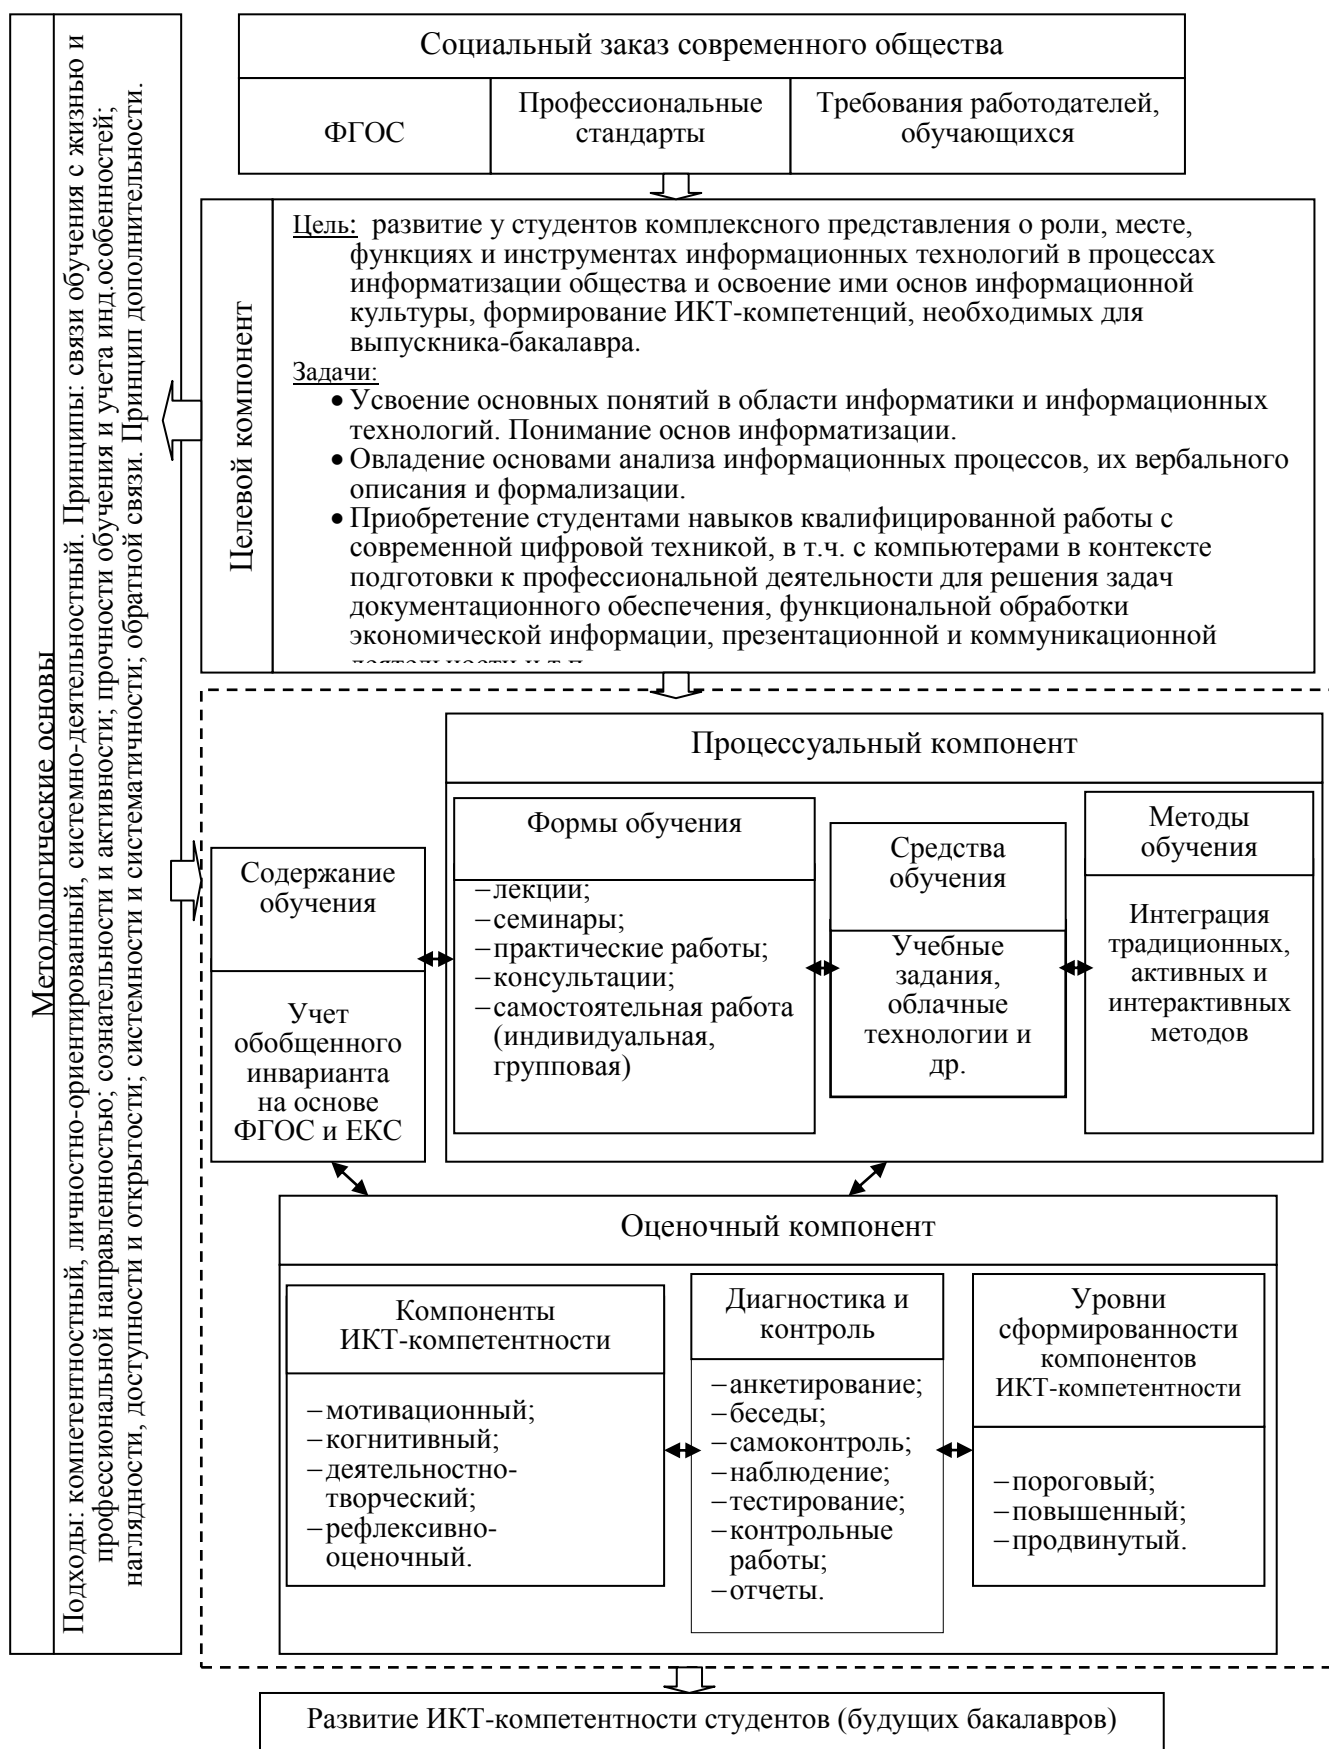 Методологические основы
Подходы: компетентностный, личностно-ориентированный, системно-деятельностный. Принципы: связи обучения с жизнью и
профессиональной направленностью; сознательности и активности; прочности обучения и учета инд.особенностей;
наглядности, доступности и открытости; системности и систематичности; обратной связи. Принцип дополнительности.
Социальный заказ современного общества
ФГОС
Профессиональные
стандарты
Требования работодателей,
обучающихся
Целевой компонент
Цель: развитие у студентов комплексного представления о роли, месте,
функциях и инструментах информационных технологий в процессах
информатизации общества и освоение ими основ информационной
культуры, формирование ИКТ-компетенций, необходимых для
выпускника-бакалавра.
Задачи:
• Усвоение основных понятий в области информатики и информационных
технологий. Понимание основ информатизации.
• Овладение основами анализа информационных процессов, их вербального
описания и формализации.
• Приобретение студентами навыков квалифицированной работы с
современной цифровой техникой, в т.ч. с компьютерами в контексте
подготовки к профессиональной деятельности для решения задач
документационного обеспечения, функциональной обработки
экономической информации, презентационной и коммуникационной
деятельности и т.п.
Процессуальный компонент
Содержание
обучения
Учет
обобщенного
инварианта
на основе
ФГОС и ЕКС
Формы обучения
–лекции;
–семинары;
–практические работы;
–консультации;
–самостоятельная работа
(индивидуальная,
групповая)
Средства
обучения
Учебные
задания,
облачные
технологии и
др.
Методы
обучения
Интеграция
традиционных,
активных и
интерактивных
методов
Оценочный компонент
Компоненты
ИКТ-компетентности
–мотивационный;
–когнитивный;
–деятельностно-
творческий;
–рефлексивно-
оценочный.
Диагностика и
контроль
–анкетирование;
–беседы;
–самоконтроль;
–наблюдение;
–тестирование;
–контрольные
работы;
–отчеты.
Уровни
сформированности
компонентов
ИКТ-компетентности
–пороговый;
–повышенный;
–продвинутый.
Развитие ИКТ-компетентности студентов (будущих бакалавров)